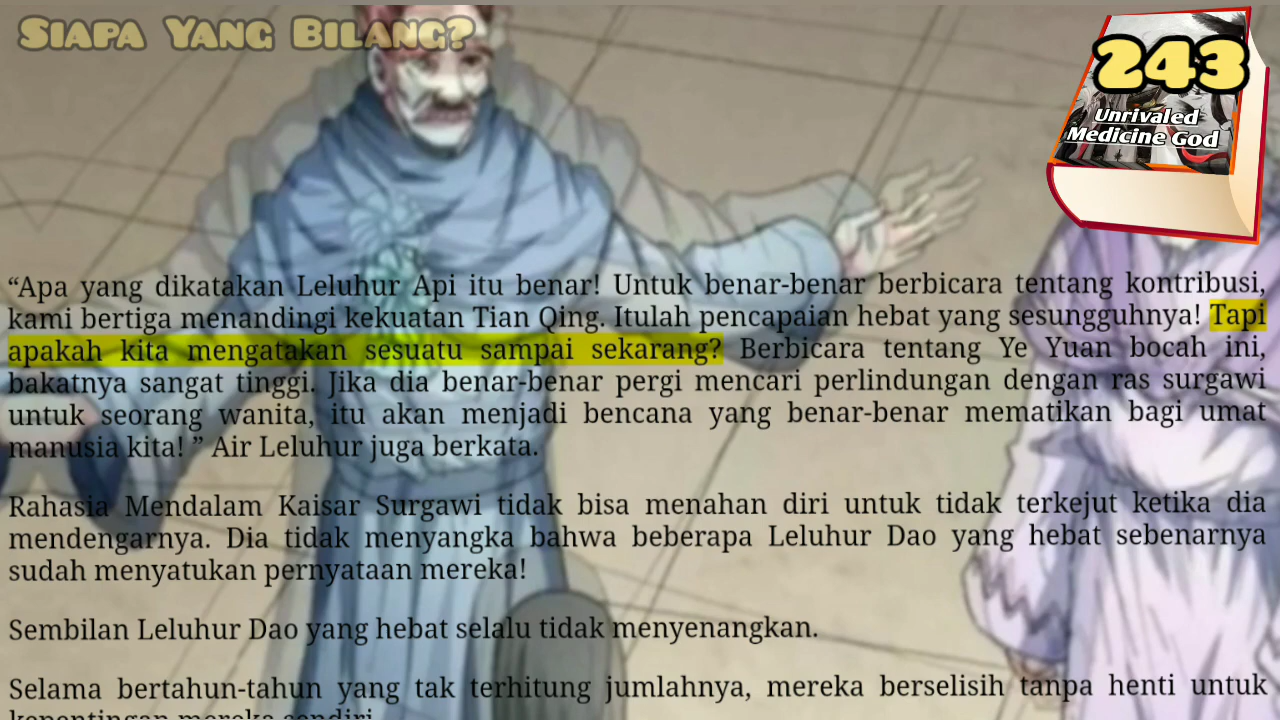 Siapa Yang Bilang?
243
Unrivaled
Medicine God
“Apa yang dikatakan Leluhur Api itu benar! Untuk benar-benar berbicara tentang kontribusi,
kami bertiga menandingi kekuatan Tian Qing. Itulah pencapaian hebat yang sesungguhnya! Tapi
apakah kita mengatakan sesuatu sampai sekarang? Berbicara tentang Ye Yuan bocah ini,
bakatnya sangat tinggi. Jika dia benar-benar pergi mencari perlindungan dengan ras surgawi
untuk seorang wanita, itu akan menjadi bencana yang benar-benar mematikan bagi umat
manusia kita! ” Air Leluhur juga berkata.
Rahasia Mendalam Kaisar Surgawi tidak bisa menahan diri untuk tidak terkejut ketika dia
mendengarnya. Dia tidak menyangka bahwa beberapa Leluhur Dao yang hebat sebenarnya
sudah menyatukan pernyataan mereka!
Sembilan Leluhur Dao yang hebat selalu tidak menyenangkan.
Selama bertahun-tahun yang tak terhitung jumlahnya, mereka berselisih tanpa henti untuk
kepentingan mereka sendiri.